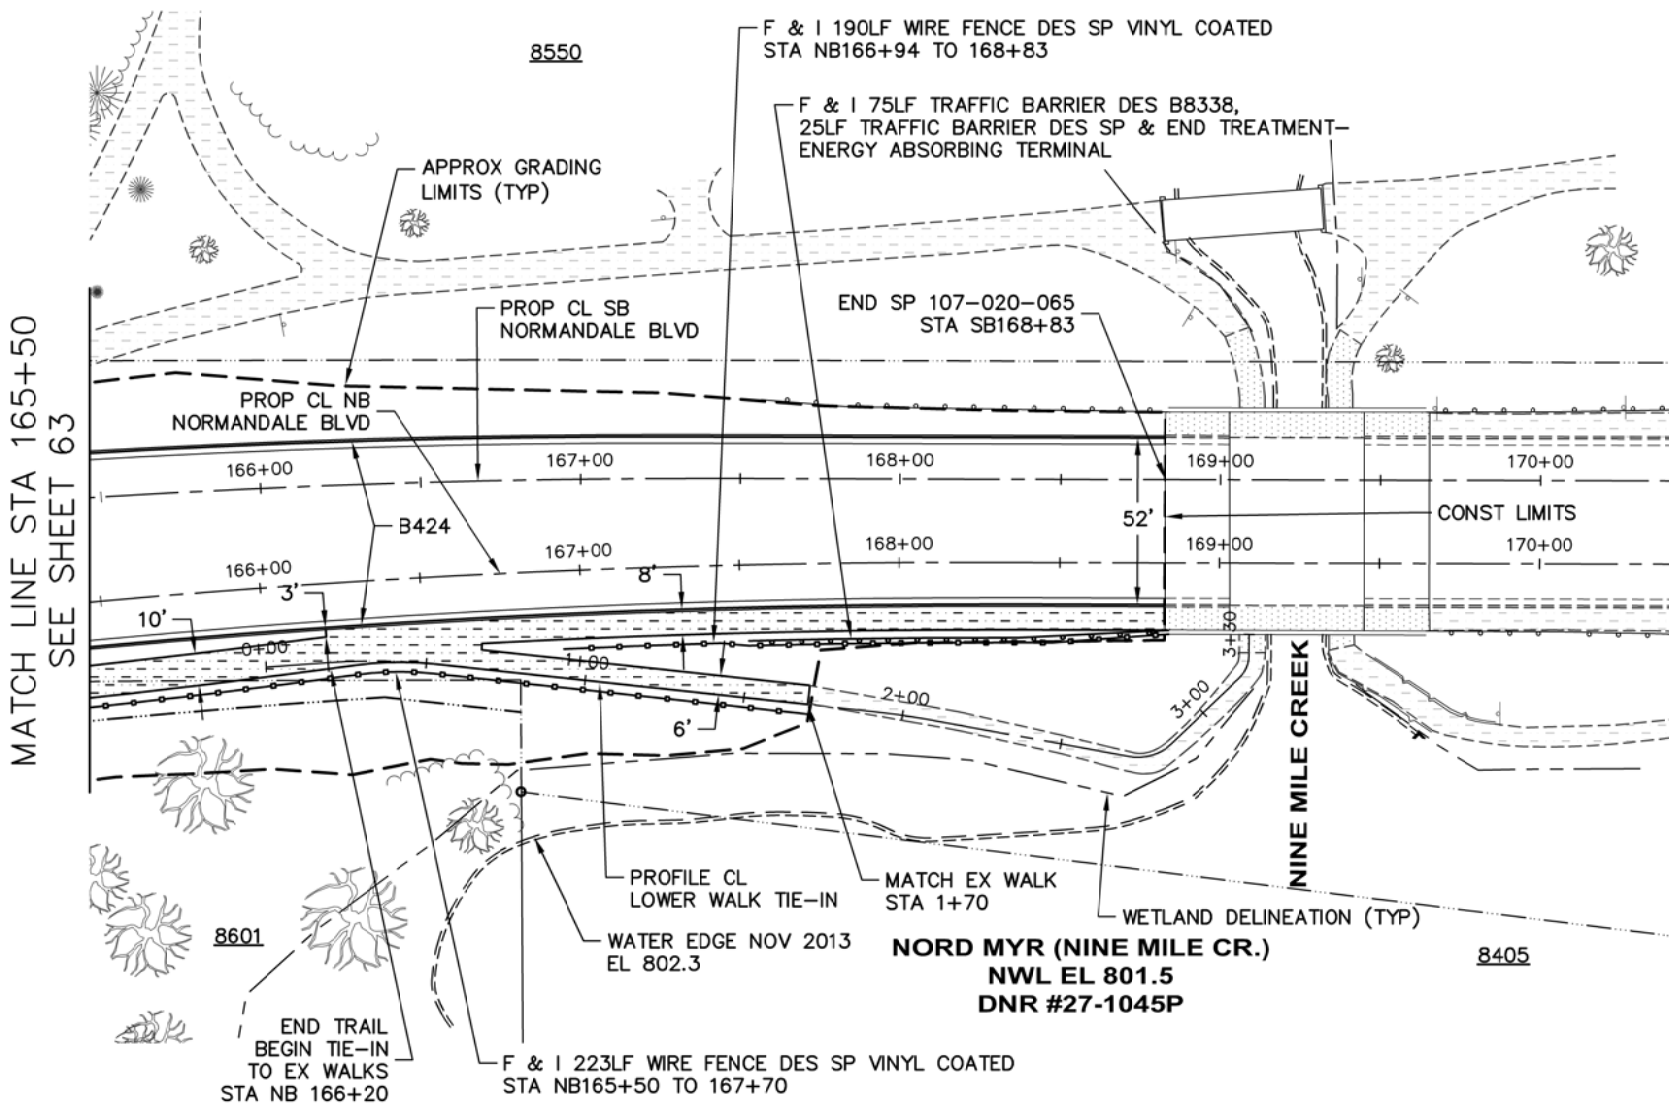 8550
F & I 190LF WIRE FENCE DES SP VINYL COATED
STA NB166+94 TO 168+83
F & I 75LF TRAFFIC BARRIER DES B8338,
25LF TRAFFIC BARRIER DES SP & END TREATMENT-
ENERGY ABSORBING TERMINAL
APPROX GRADING
LIMITS (TYP)
PROP CL SB
NORMANDALE BLVD
END SP 107-020-065
STA SB168+83
MATCH LINE STA 165+50
SEE SHEET 63
PROP CL NB
NORMANDALE BLVD
166+00
167+00
168+00
169+00
170+00
B424
52'
CONST LIMITS
166+00
167+00
168+00
169+00
170+00
3'
8'
10'
0+00
1+00
2+00
3+00
3+30
6'
NINE MILE CREEK
PROFILE CL
LOWER WALK TIE-IN
MATCH EX WALK
STA 1+70
WETLAND DELINEATION (TYP)
8601
WATER EDGE NOV 2013
EL 802.3
NORD MYR (NINE MILE CR.)
NWL EL 801.5
DNR #27-1045P
8405
END TRAIL
BEGIN TIE-IN
TO EX WALKS
STA NB 166+20
F & I 223LF WIRE FENCE DES SP VINYL COATED
STA NB165+50 TO 167+70